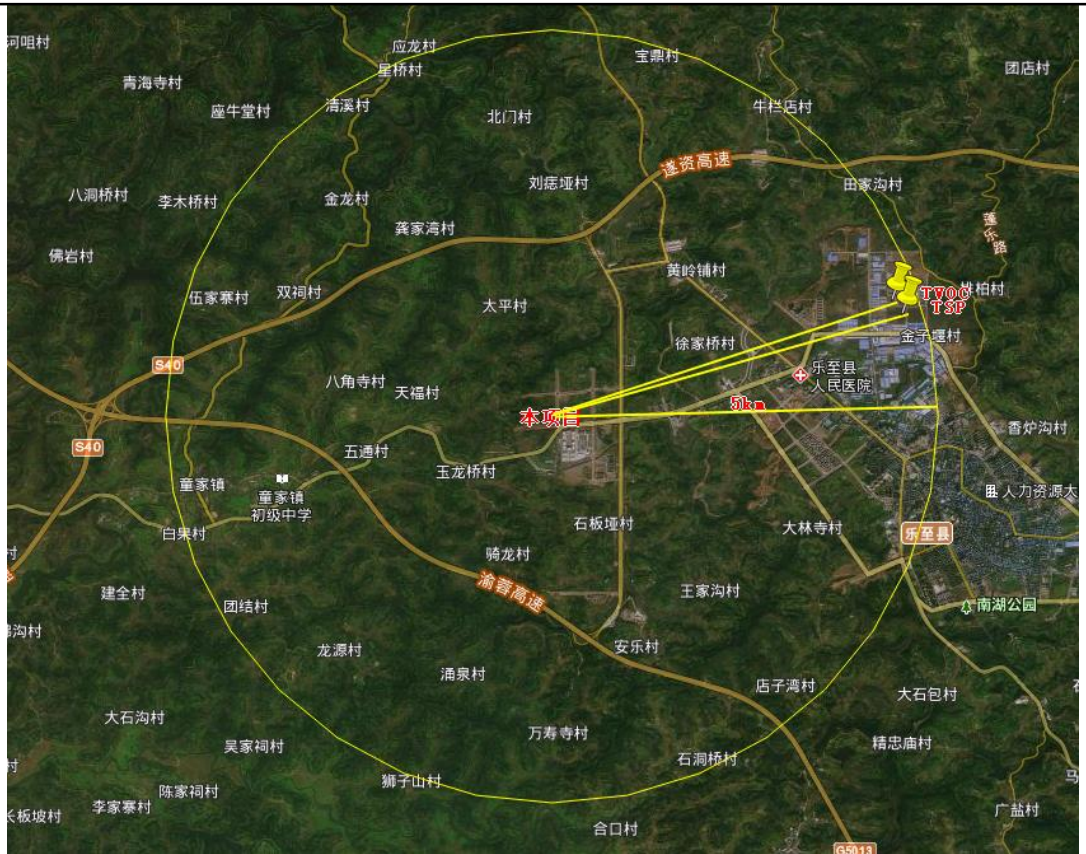 河咀村
应龙村
星桥村
宝鼎村
团店村
青海寺村
座牛堂村
清溪村
北门村
牛栏店村
遂资高速
刘痣垭村
田家沟村
八洞桥村
李木桥村
金龙村
蓬乐路
龚家湾村
佛岩村
黄岭铺村
伍家寨村
双祠村
太平村
TVOC
TSP
桃柏村
徐家桥村
金子堰村
S40
乐至县
人民医院
八角寺村
天福村
5km
本项目
香炉沟村
S40
五通村
玉龙桥村
童家镇
童家镇
初级中学
人力资源大
石板垭村
大林寺村
白果村
乐至县
村
骑龙村
渝蓉高速
建全村
团结村
王家沟村
南湖公园
沟村
龙源村
安乐村
涌泉村
店子湾村
大石包村
大石沟村
吴家祠村
万寿寺村
石洞桥村
精忠庙村
村
狮子山村
陈家祠村
马
李家寨村
长板坡村
合口村
广盐村
G5013